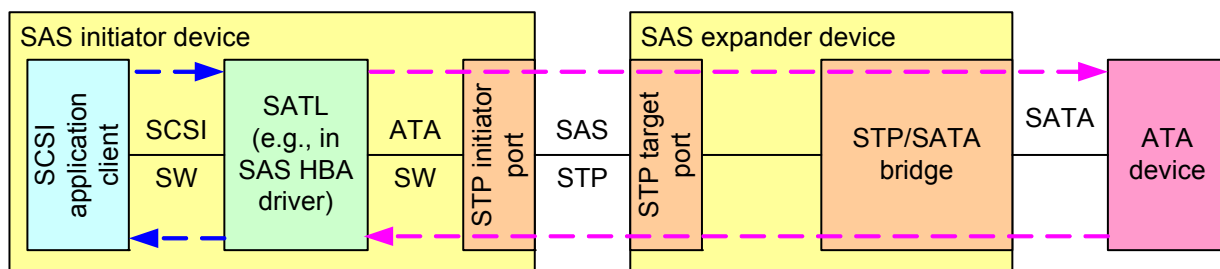 SAS initiator device
SCSI
application
client
SCSI
SW
SATL
(e.g., in
SAS HBA
driver)
ATA
SW
STP initiator
port
SAS
STP
SAS expander device
STP target
port
STP/SATA
bridge
SATA
ATA
device